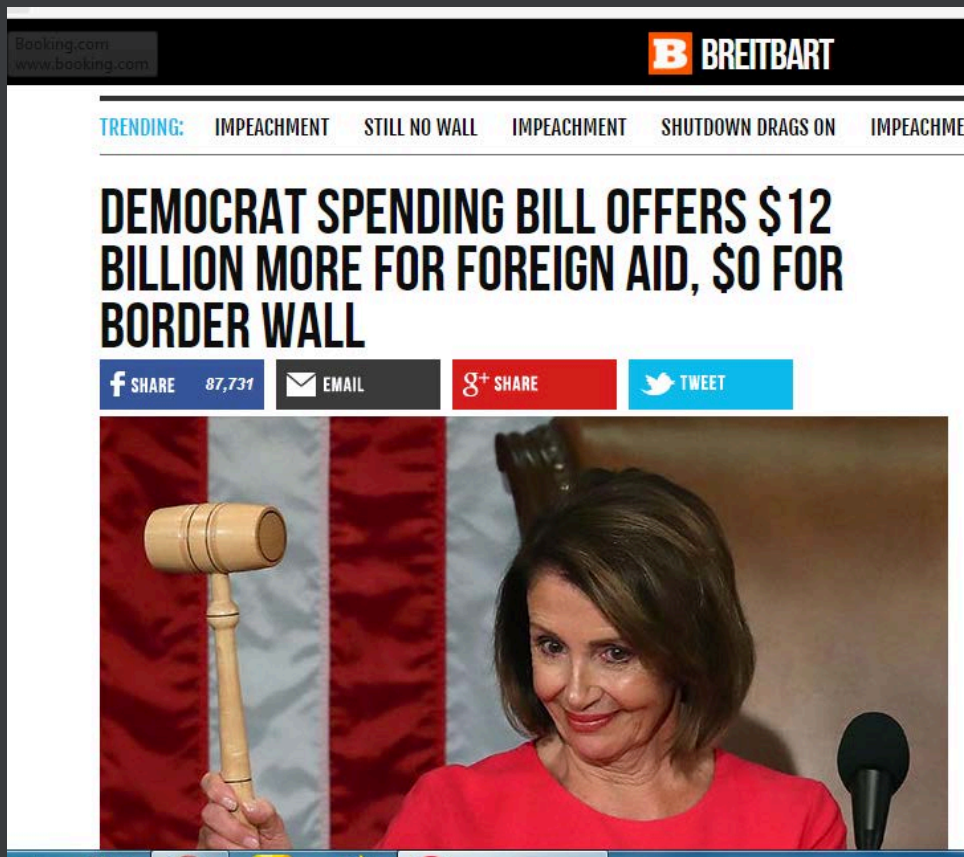 Booking.com
www.booking.com
B BREITBART
TRENDING: IMPEACHMENT STILL NO WALL IMPEACHMENT SHUTDOWN DRAGS ON IMPEACHME
DEMOCRAT SPENDING BILL OFFERS $12
BILLION MORE FOR FOREIGN AID, $0 FOR
BORDER WALL
f SHARE 87,731 EMAIL g+ SHARE TWEET